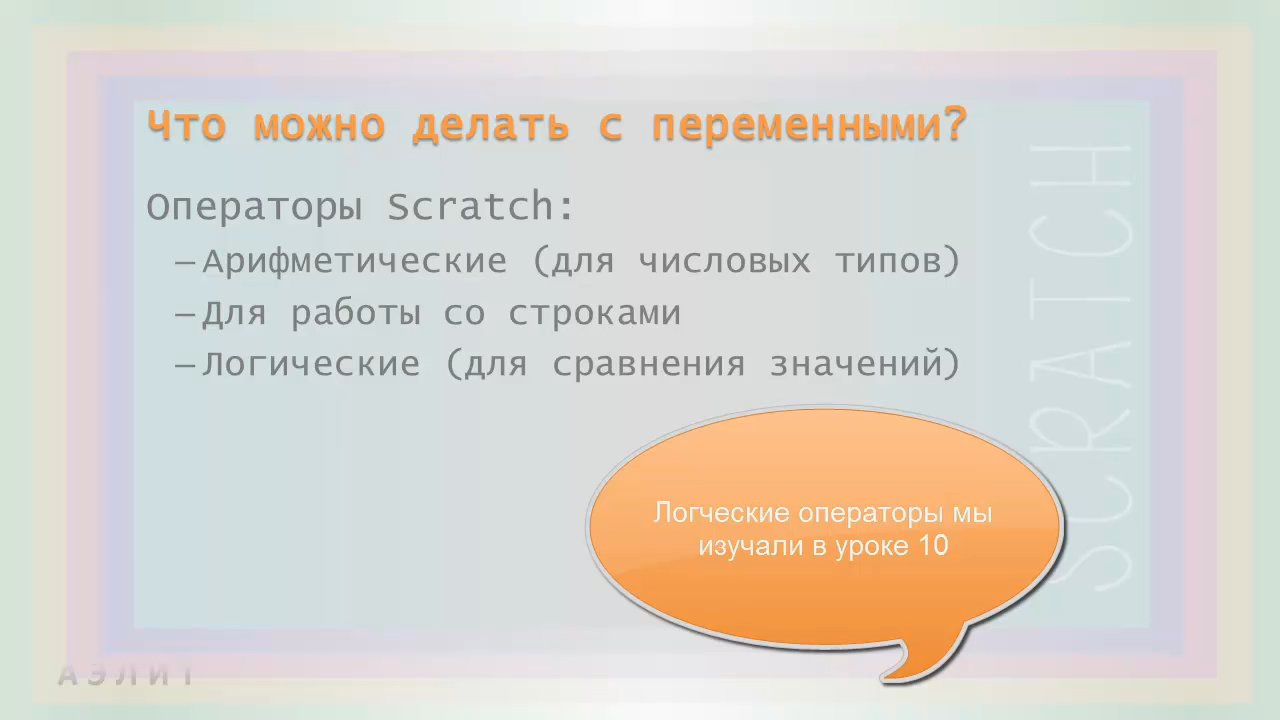 Что можно делать с переменными?
Операторы Scratch:
–Арифметические (для числовых типов)
–Для работы со строками
–Логические (для сравнения значений)
Логческие операторы мы
изучали в уроке 10
SCRATCH
АЭЛИТ